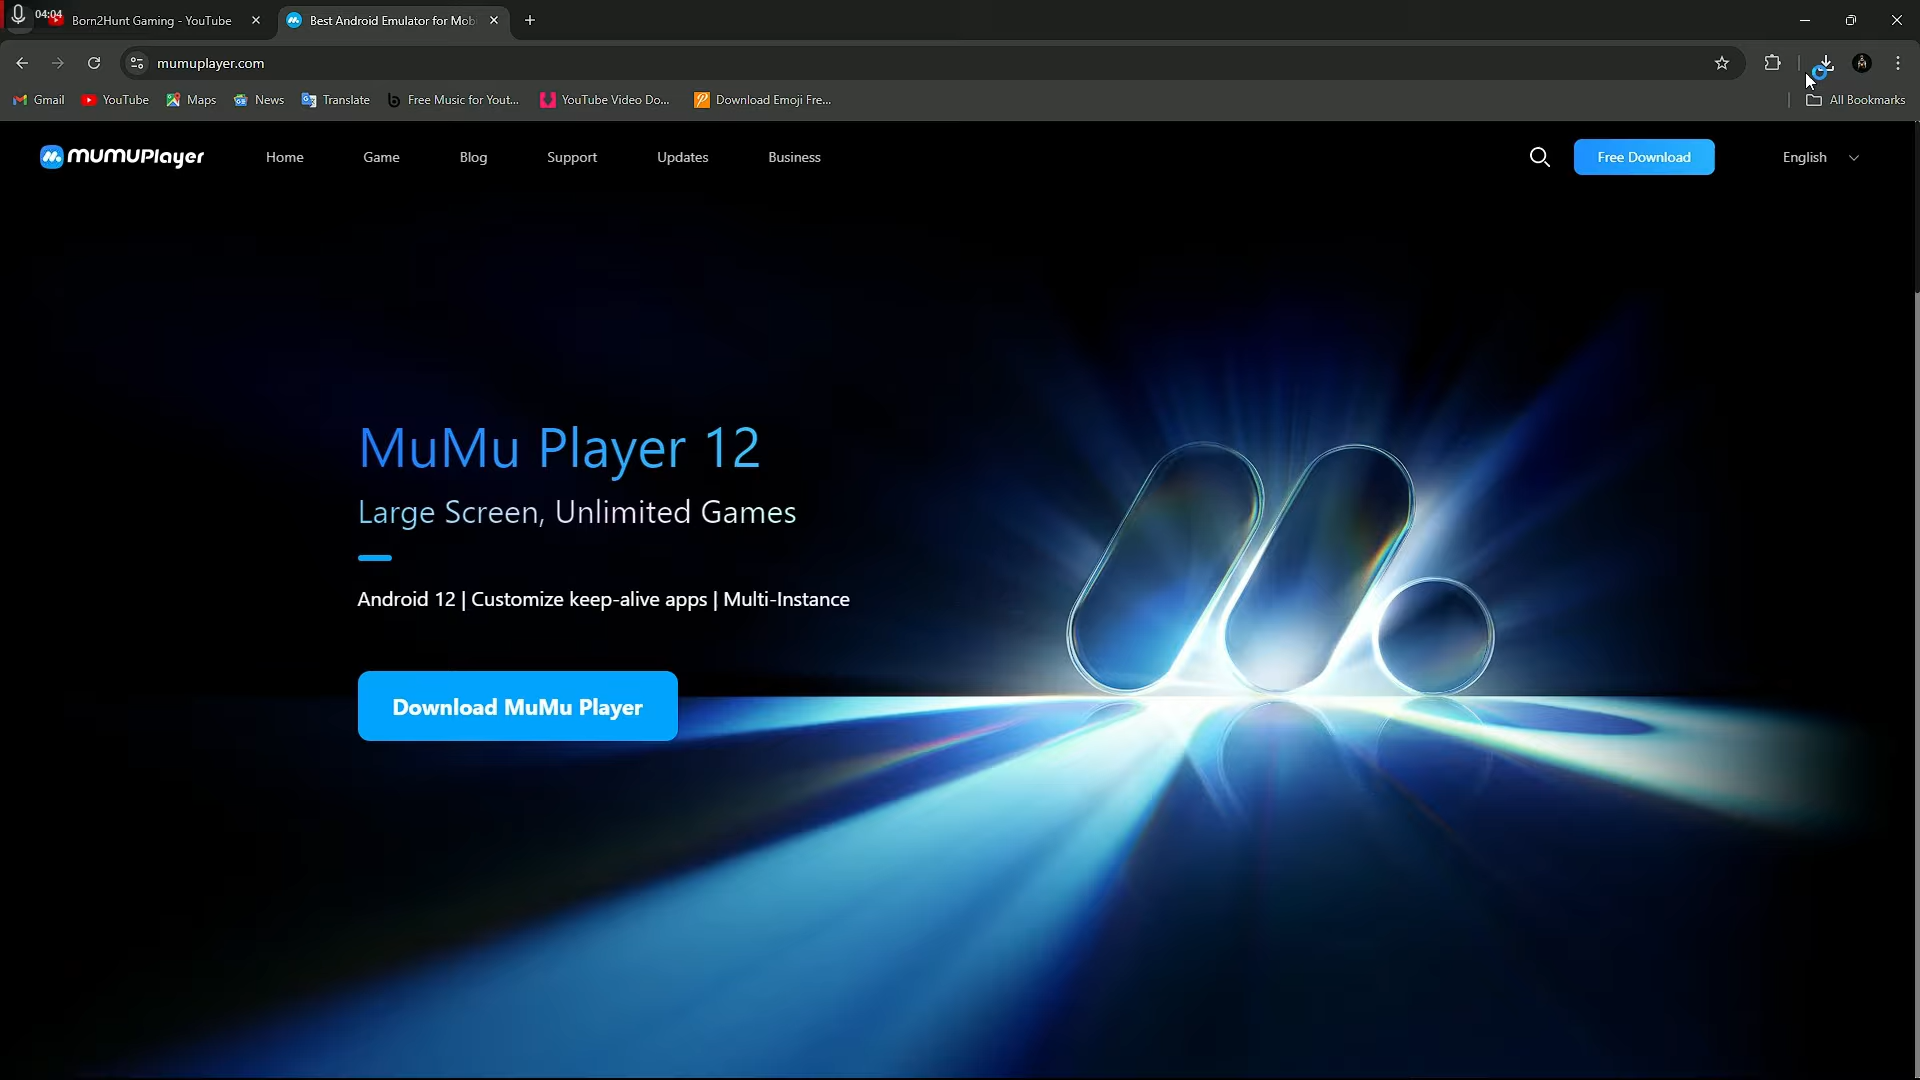 04:04
Born2Hunt Gaming - YouTube
Best Android Emulator for Mob
mumuplayer.com
Gmail
YouTube
Maps
News
Translate
Free Music for Yout...
YouTube Video Do...
Download Emoji Fre...
All Bookmarks
MUMUPlayer
Home
Game
Blog
Support
Updates
Business
Free Download
English
MuMu Player 12
Large Screen, Unlimited Games
Android 12 | Customize keep-alive apps | Multi-Instance
Download MuMu Player